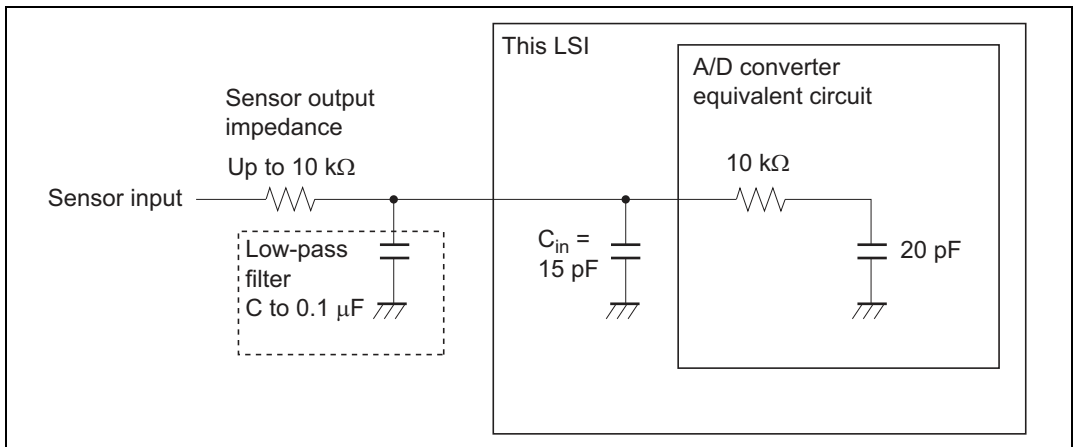 This LSI
A/D converter
equivalent circuit
Sensor output
impedance
Up to 10 kΩ
10 kΩ
Sensor input
Low-pass
filter
C to 0.1 μF
Cin =
15 pF
20 pF